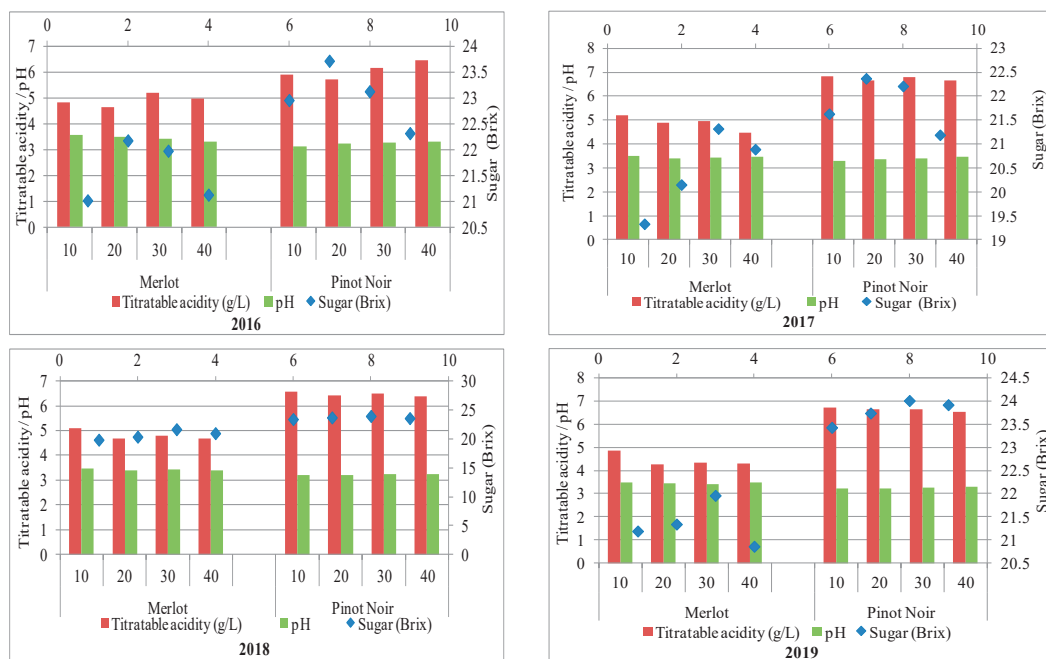 0 2 4 6 8 10
Titratable acidity / pH
7
6
5
4
3
2
1
0
24
23.5
23
22.5
22
21.5
21
20.5
Sugar (Brix)
10 20 30 40 10 20 30 40
Merlot Pinot Noir
Titratable acidity (g/L) pH Sugar (Brix)
2016
0 2 4 6 8 10
Titratable acidity / pH
8
7
6
5
4
3
2
1
0
23
22.5
22
21.5
21
20.5
20
19.5
19
Sugar (Brix)
10 20 30 40 10 20 30 40
Merlot Pinot Noir
Titratable acidity (g/L) pH Sugar (Brix)
2017
0 2 4 6 8 10
Titratable acidity / pH
7
6
5
4
3
2
1
0
30
25
20
15
10
5
0
Sugar (Brix)
10 20 30 40 10 20 30 40
Merlot Pinot Noir
Titratable acidity (g/L) pH Sugar (Brix)
2018
0 2 4 6 8 10
Titratable acidity / pH
8
7
6
5
4
3
2
1
0
24.5
24
23.5
23
22.5
22
21.5
21
20.5
Sugar (Brix)
10 20 30 40 10 20 30 40
Merlot Pinot Noir
Titratable acidity (g/L) pH Sugar (Brix)
2019